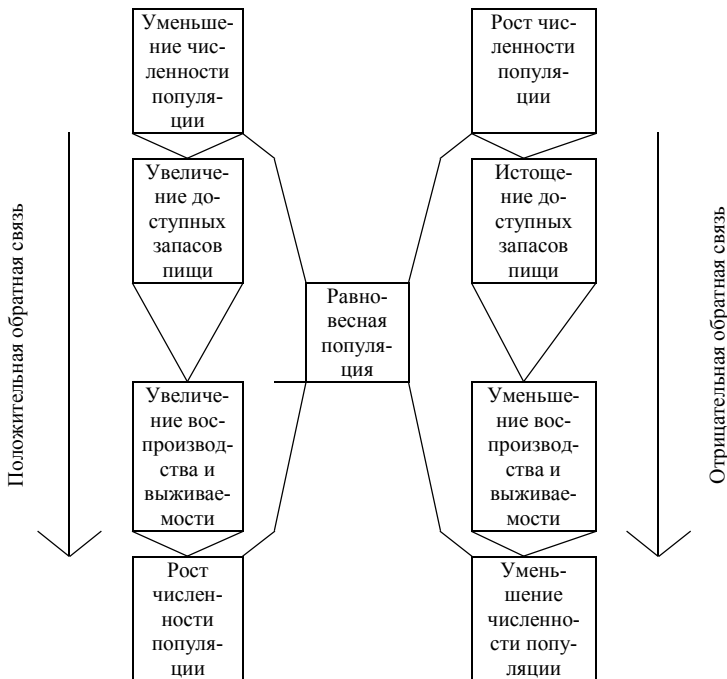 Положительная обратная связь
Уменьше-
ние чис-
ленности
популя-
ции
Увеличе-
ние до-
ступных
запасов
пищи
Увеличе-
ние вос-
производ-
ства и
выживае-
мости
Рост
числен-
ности
популя-
ции
Равно-
весная
популя-
ция
Рост чис-
ленности
популя-
ции
Истоще-
ние до-
ступных
запасов
пищи
Уменьше-
ние вос-
производ-
ства и
выживае-
мости
Умень-
шение
численно-
сти попу-
ляции
Отрицательная обратная связь